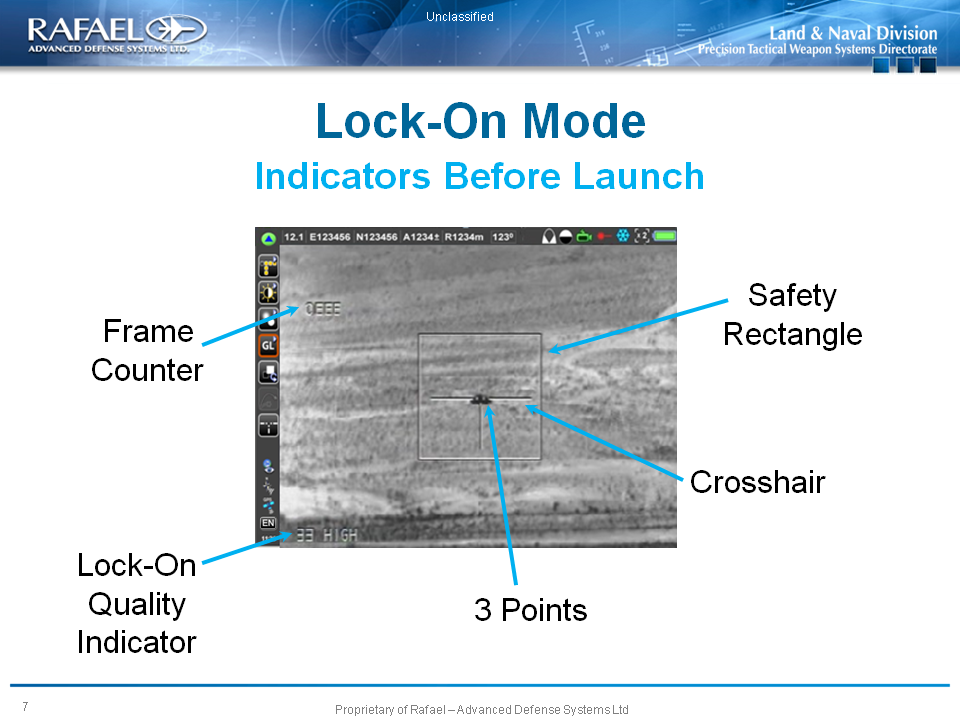 Unclassified
RAFAEL
ADVANCED DEFENSE SYSTEMS LTD.
Land & Naval Division
Precision Tactical Weapon Systems Directorate
Lock-On Mode
Indicators Before Launch
12.1 E123456 N123456 A1234± R1234m 123°
x2
Safety
Rectangle
Frame
Counter
GL
Crosshair
EN
33 HIGH
Lock-On
Quality
Indicator
3 Points
7
Proprietary of Rafael – Advanced Defense Systems Ltd